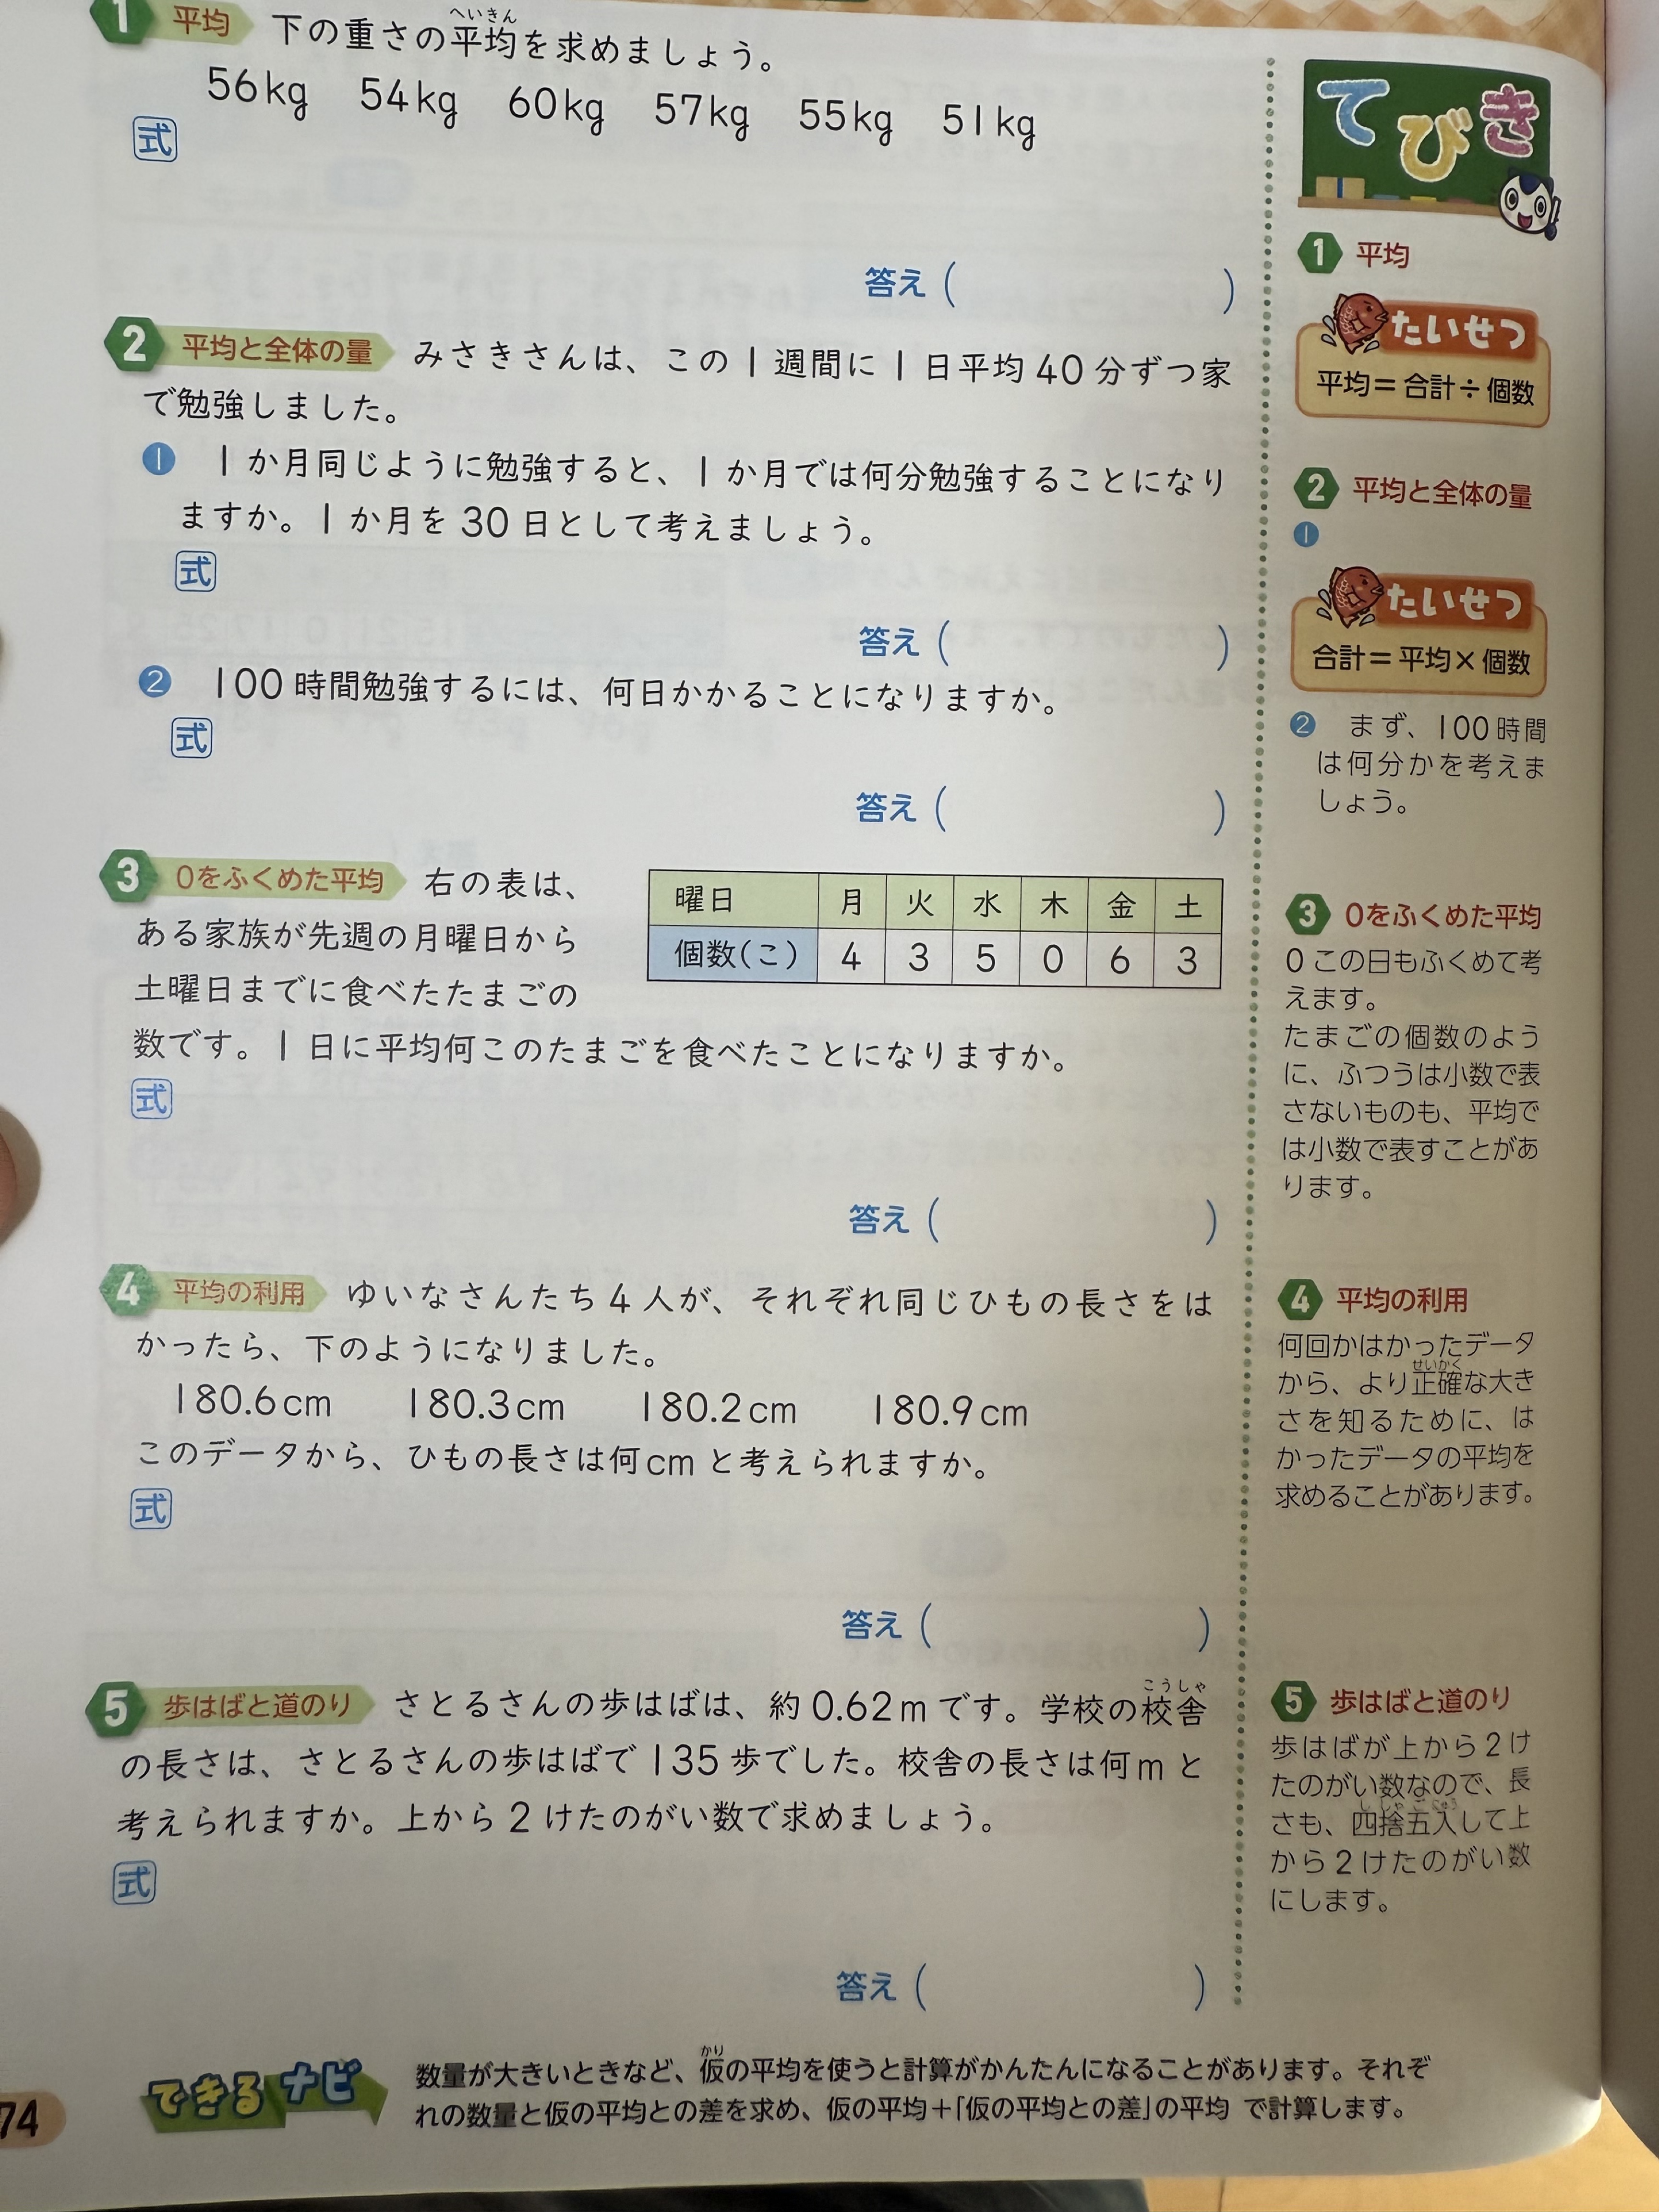 1 平均 下の重さの平均を求めましょう。
へいきん
56kg 54kg 60kg 57kg 55kg 51kg
式
答え( )
2 平均と全体の量 みさきさんは、この1週間に1日平均40分ずつ家
で勉強しました。
1 1か月同じように勉強すると、1か月では何分勉強することになり
ますか。1か月を30日として考えましょう。
式
答え( )
2 100時間勉強するには、何日かかることになりますか。
式
答え( )
3 0をふくめた平均 右の表は、
ある家族が先週の月曜日から
土曜日までに食べたたまごの
数です。1日に平均何このたまごを食べたことになりますか。
曜日 月 火 水 木 金 土
個数(こ) 4 3 5 0 6 3
式
答え( )
4 平均の利用 ゆいなさんたち4人が、それぞれ同じひもの長さをは
かったら、下のようになりました。
180.6cm 180.3cm 180.2cm 180.9cm
このデータから、ひもの長さは何cmと考えられますか。
式
答え( )
5 歩はばと道のり さとるさんの歩はばは、約0.62mです。学校の校舎
こうしゃ
の長さは、さとるさんの歩はばで135歩でした。校舎の長さは何mと
考えられますか。上から2けたのがい数で求めましょう。
式
答え( )
てびき
1 平均
たいせつ
平均=合計÷個数
2 平均と全体の量
1
たいせつ
合計=平均×個数
2 まず、100時間
は何分かを考えま
しょう。
3 0をふくめた平均
0この日もふくめて考
えます。
たまごの個数のよう
に、ふつうは小数で表
さないものも、平均で
は小数で表すことがあ
ります。
4 平均の利用
何回かはかったデータ
せいかく
から、より正確な大き
さを知るために、は
かったデータの平均を
求めることがあります。
5 歩はばと道のり
歩はばが上から2け
たのがい数なので、長
ししゃごにゅう
さも、四捨五入して上
から2けたのがい数
にします。
74
できるナビ
かり
数量が大きいときなど、仮の平均を使うと計算がかんたんになることがあります。それぞ
れの数量と仮の平均との差を求め、仮の平均+「仮の平均との差」の平均 で計算します。